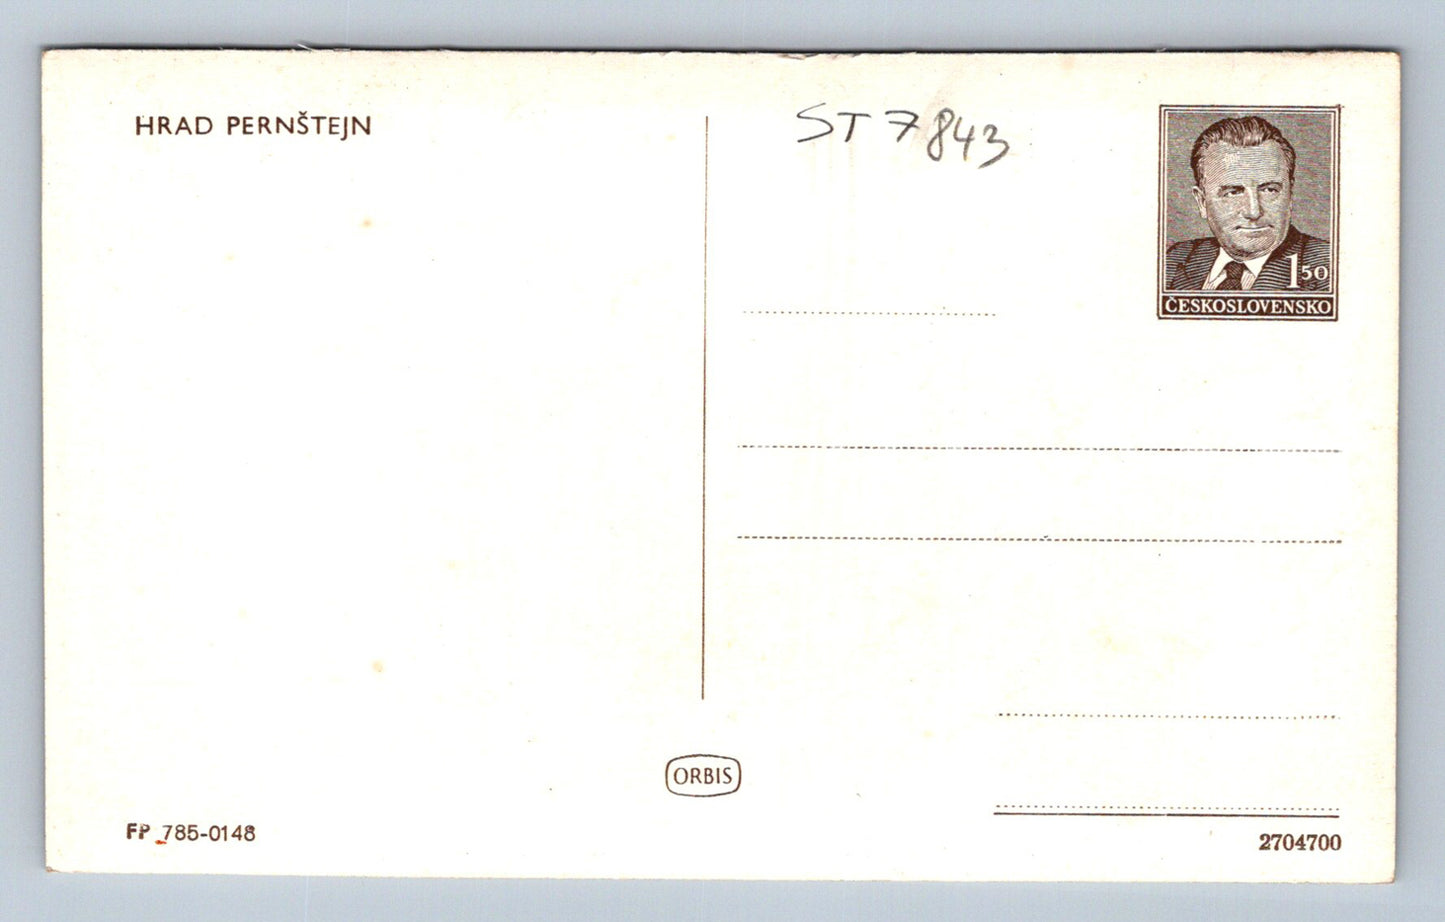 HRAD PERNŠTEJN
ST 7843
1 50
ČESKOSLOVENSKO
ORBIS
FP 785-0148
2704700